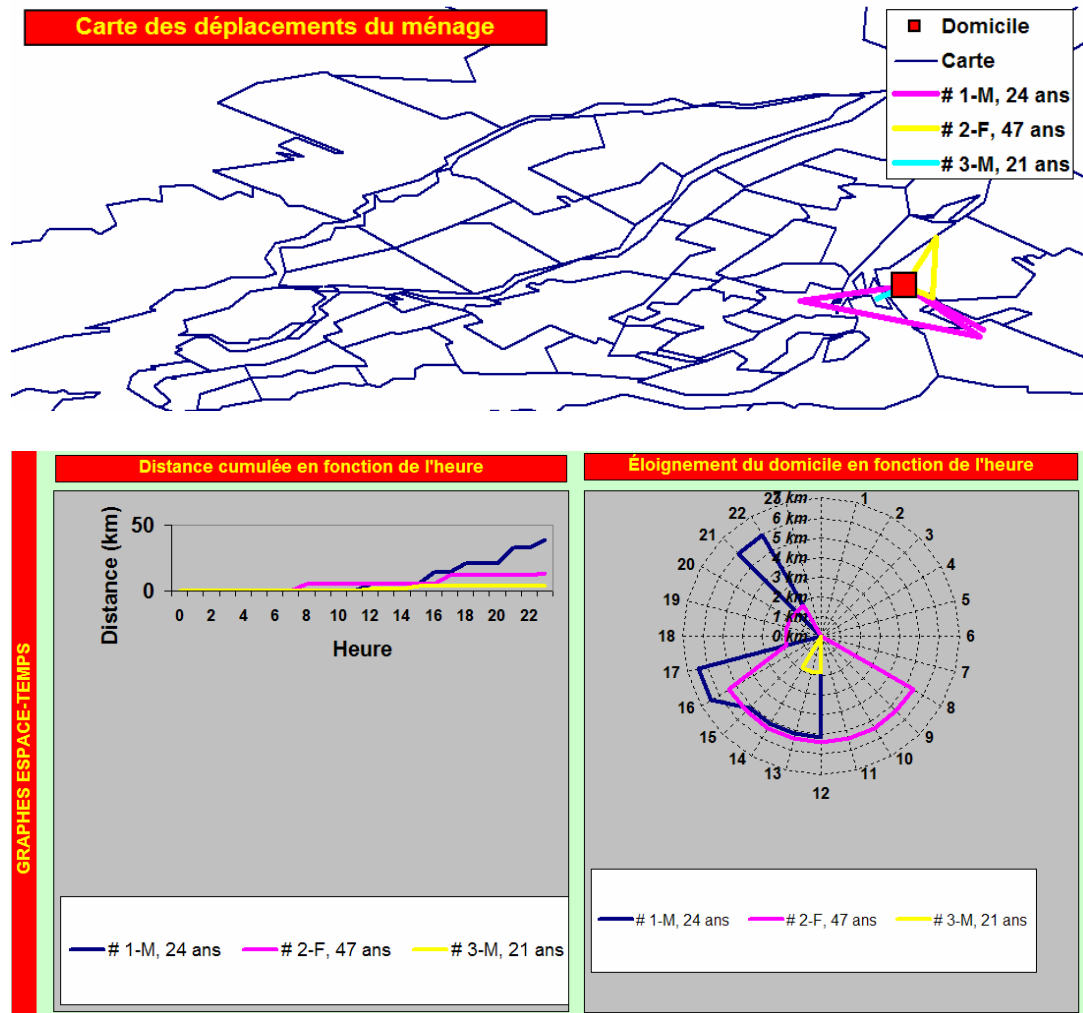 Carte des déplacements du ménage
Domicile
Carte
# 1-M, 24 ans
# 2-F, 47 ans
# 3-M, 21 ans
GRAPHES ESPACE-TEMPS
Distance cumulée en fonction de l'heure
Distance (km)
50
0
0 2 4 6 8 10 12 14 16 18 20 22
Heure
# 1-M, 24 ans # 2-F, 47 ans # 3-M, 21 ans
Éloignement du domicile en fonction de l'heure
7 km
6 km
5 km
4 km
3 km
2 km
1 km
0 km
1
2
3
4
5
6
7
8
9
10
11
12
13
14
15
16
17
18
19
20
21
22
# 1-M, 24 ans # 2-F, 47 ans # 3-M, 21 ans